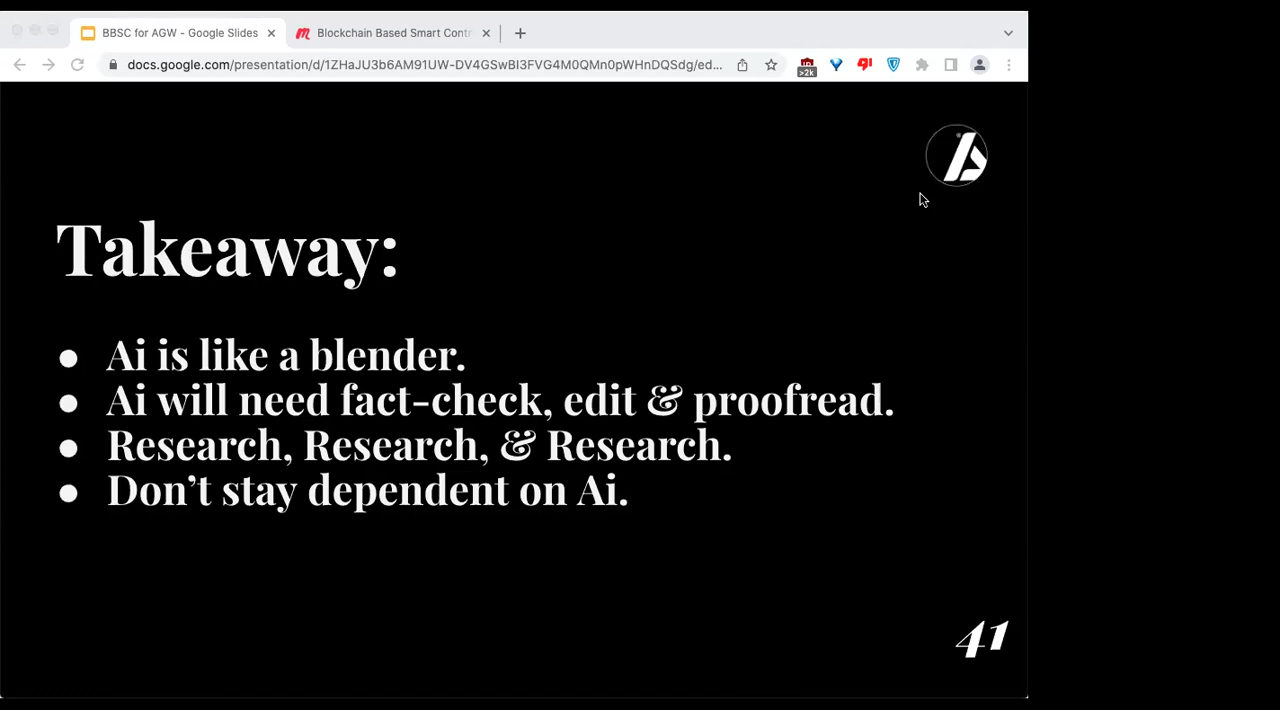 BBSC for AGW - Google Slides
Blockchain Based Smart Contr
docs.google.com/presentation/d/1ZHaJU3b6AM91UW-DV4GSwBI3FVG4M0QMn0pWHnDQSdg/ed...
>2k
Takeaway:
● Ai is like a blender.
● Ai will need fact-check, edit & proofread.
● Research, Research, & Research.
● Don't stay dependent on Ai.
41